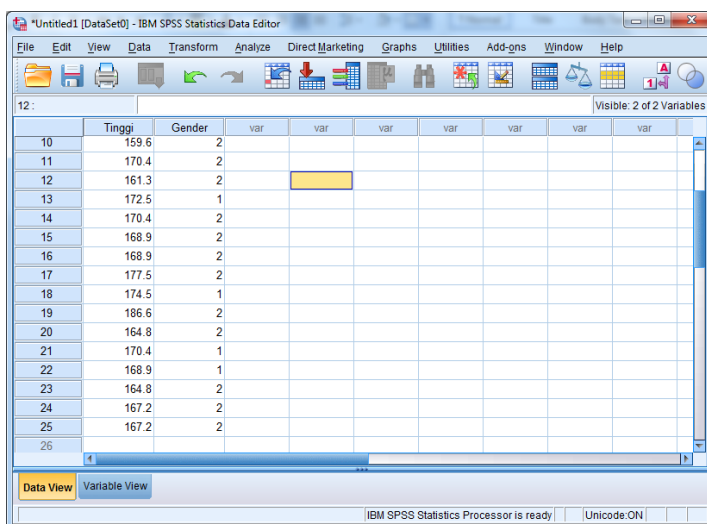 *Untitled1 [DataSet0] - IBM SPSS Statistics Data Editor
File Edit View Data Transform Analyze Direct Marketing Graphs Utilities Add-ons Window Help
12 : Visible: 2 of 2 Variables
Tinggi Gender var var var var var var var
10 159.6 2
11 170.4 2
12 161.3 2
13 172.5 1
14 170.4 2
15 168.9 2
16 168.9 2
17 177.5 2
18 174.5 1
19 186.6 2
20 164.8 2
21 170.4 1
22 168.9 1
23 164.8 2
24 167.2 2
25 167.2 2
26
Data View Variable View
IBM SPSS Statistics Processor is ready Unicode:ON